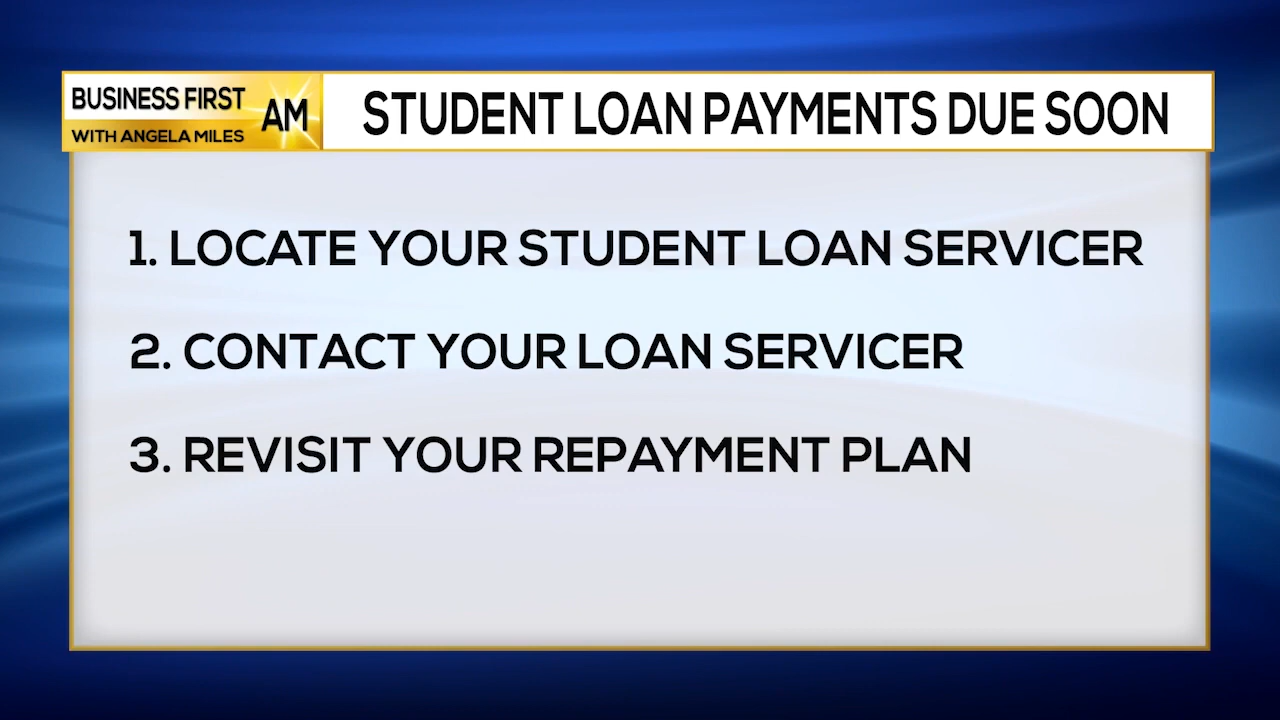 BUSINESS FIRST AM
WITH ANGELA MILES
STUDENT LOAN PAYMENTS DUE SOON
1. LOCATE YOUR STUDENT LOAN SERVICER
2. CONTACT YOUR LOAN SERVICER
3. REVISIT YOUR REPAYMENT PLAN